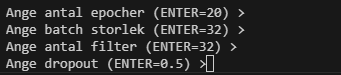 Ange antal epocher (ENTER=20) >
Ange batch storlek (ENTER=32) >
Ange antal filter (ENTER=32) >
Ange dropout (ENTER=0.5) >